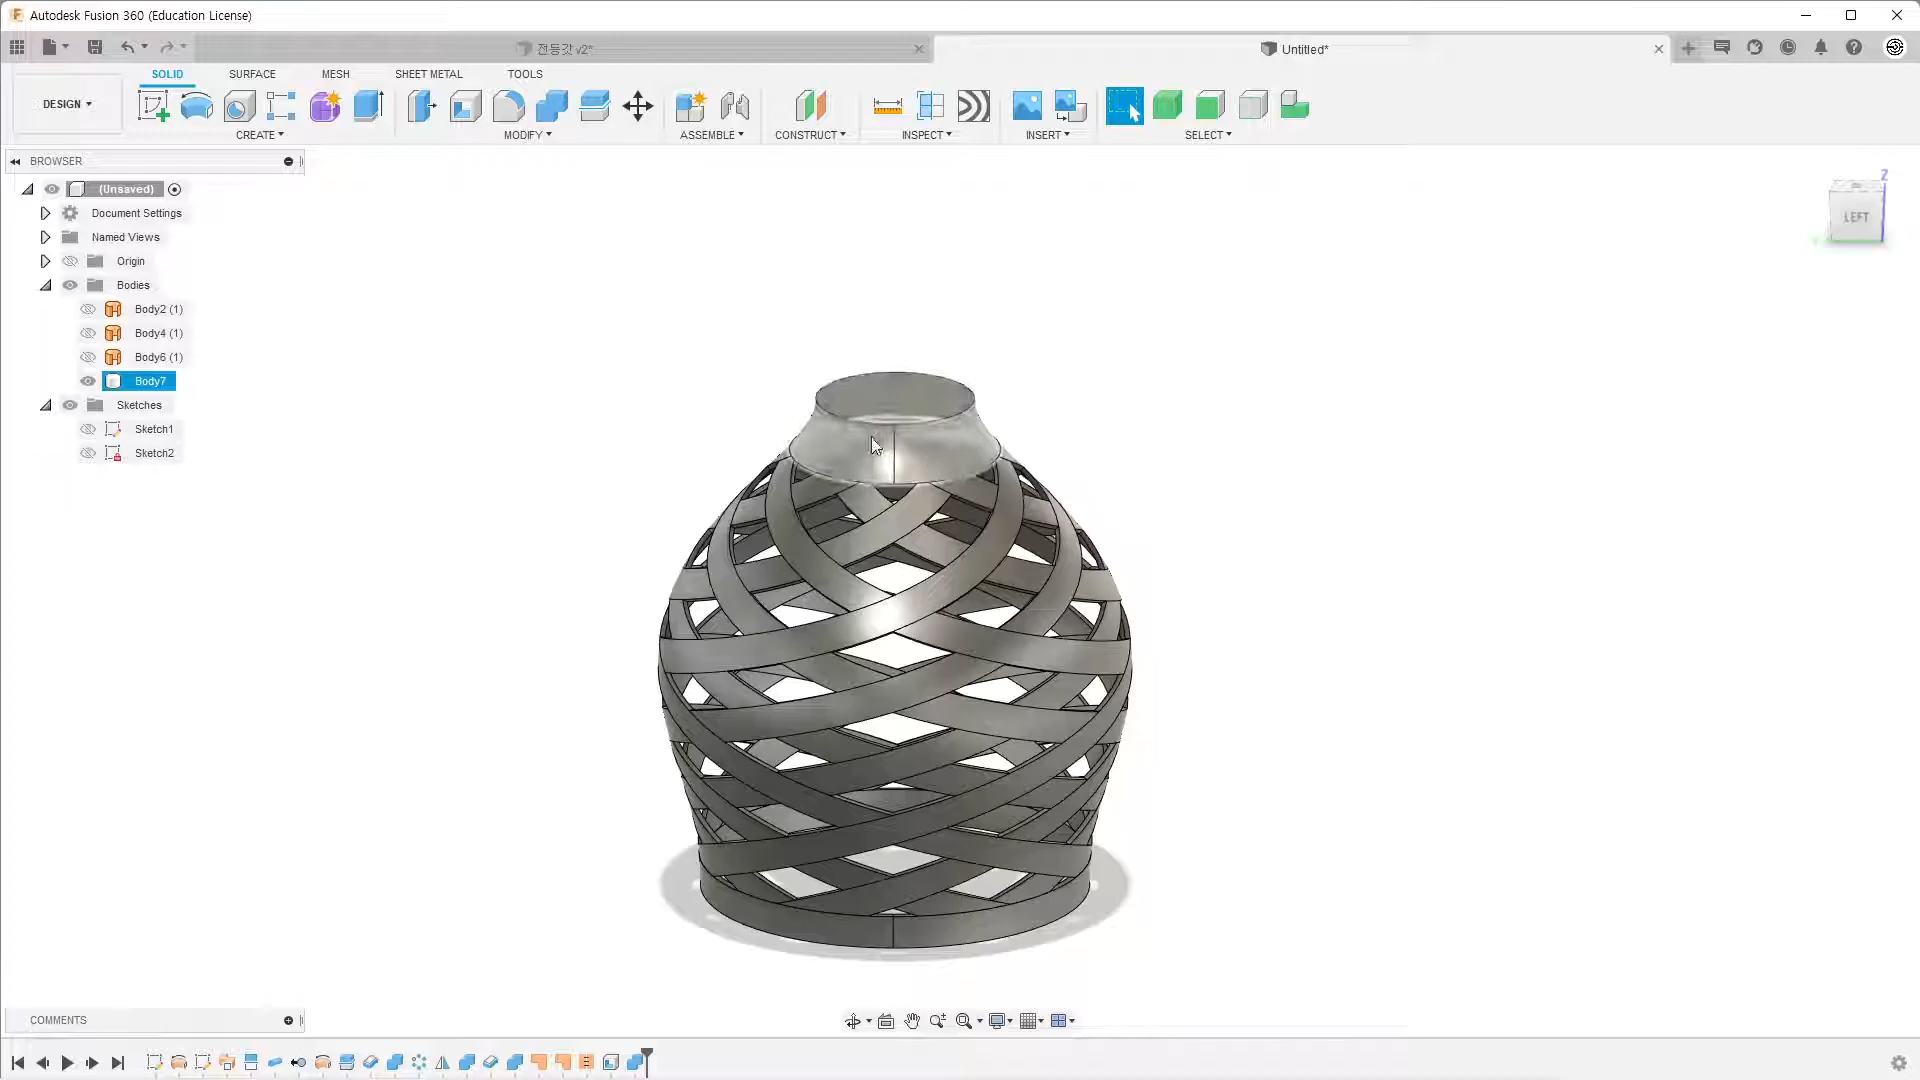 Autodesk Fusion 360 (Education License)
전등갓 v2*
Untitled*
SOLID
SURFACE
MESH
SHEET METAL
TOOLS
DESIGN
CREATE
MODIFY
ASSEMBLE
CONSTRUCT
INSPECT
INSERT
SELECT
BROWSER
(Unsaved)
Document Settings
Named Views
Origin
Bodies
Body2 (1)
Body4 (1)
Body6 (1)
Body7
Sketches
Sketch1
Sketch2
Z
LEFT
COMMENTS